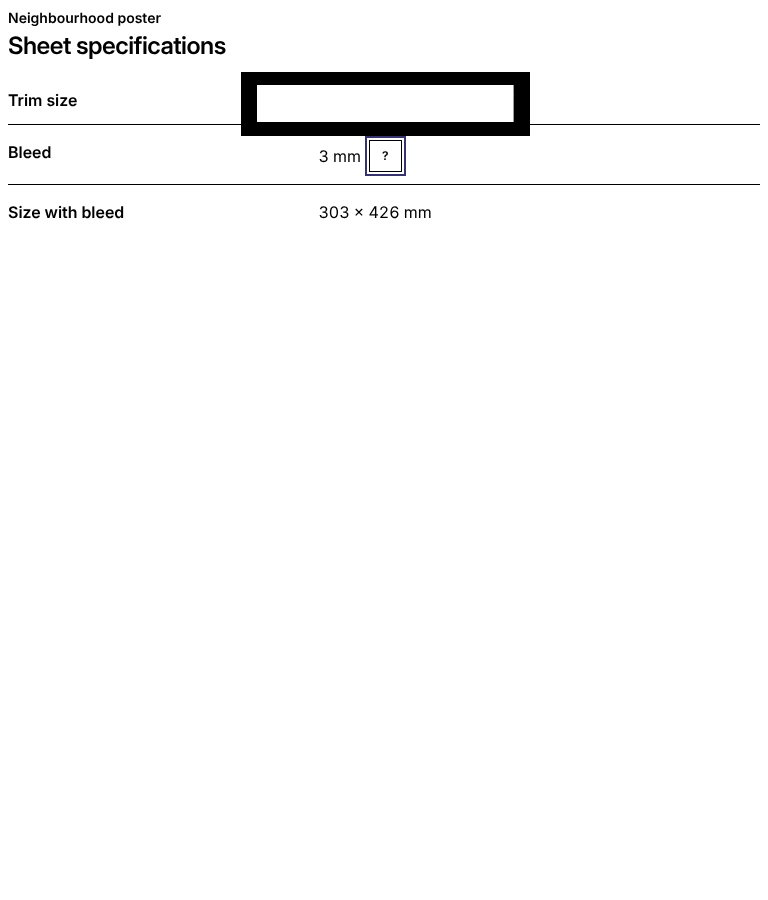 Neighbourhood poster
Sheet specifications
Trim size
Bleed 3 mm ?
Size with bleed 303 × 426 mm